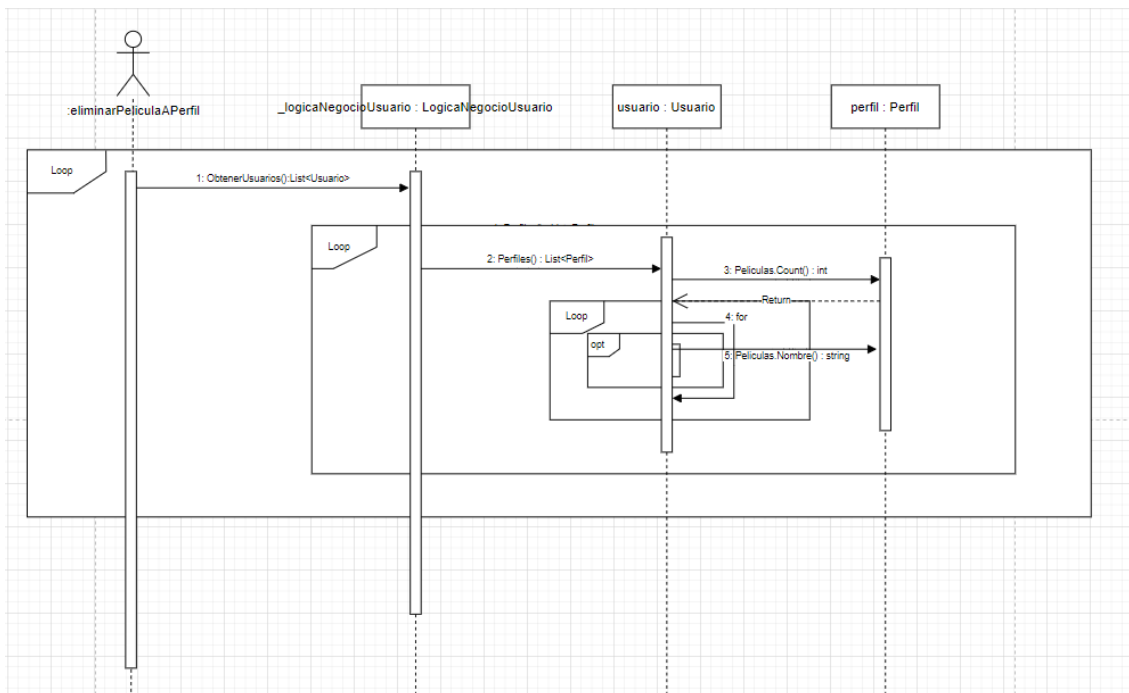 :eliminarPeliculaAPerfil
_logicaNegocioUsuario : LogicaNegocioUsuario
usuario : Usuario
perfil : Perfil
Loop
1: ObtenerUsuarios():List<Usuario>
Loop
2: Perfiles() : List<Perfil>
3: Peliculas.Count() : int
Return
Loop
4: for
opt
5: Peliculas.Nombre() : string